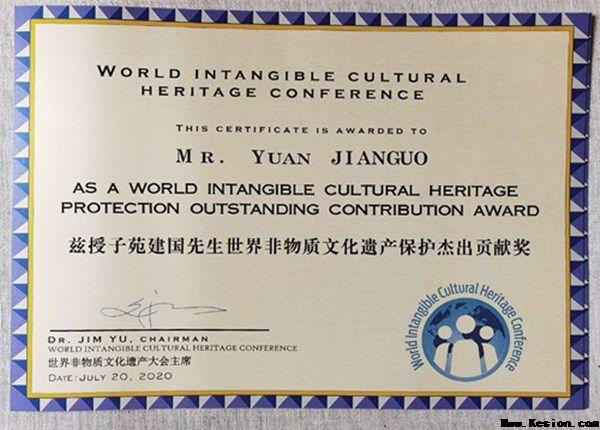 WORLD INTANGIBLE CULTURAL
HERITAGE CONFERENCE
THIS CERTIFICATE IS AWARDED TO
MR. YUAN JIANGUO
AS A WORLD INTANGIBLE CULTURAL HERITAGE
PROTECTION OUTSTANDING CONTRIBUTION AWARD
兹授子苑建国先生世界非物质文化遗产保护杰出贡献奖
DR. JIM YU, CHAIRMAN
WORLD INTANGIBLE CULTURAL HERITAGE CONFERENCE
世界非物质文化遗产大会主席
DATE: JULY 20, 2020
World Intangible Cultural Heritage Conference
Www.Kesion.com